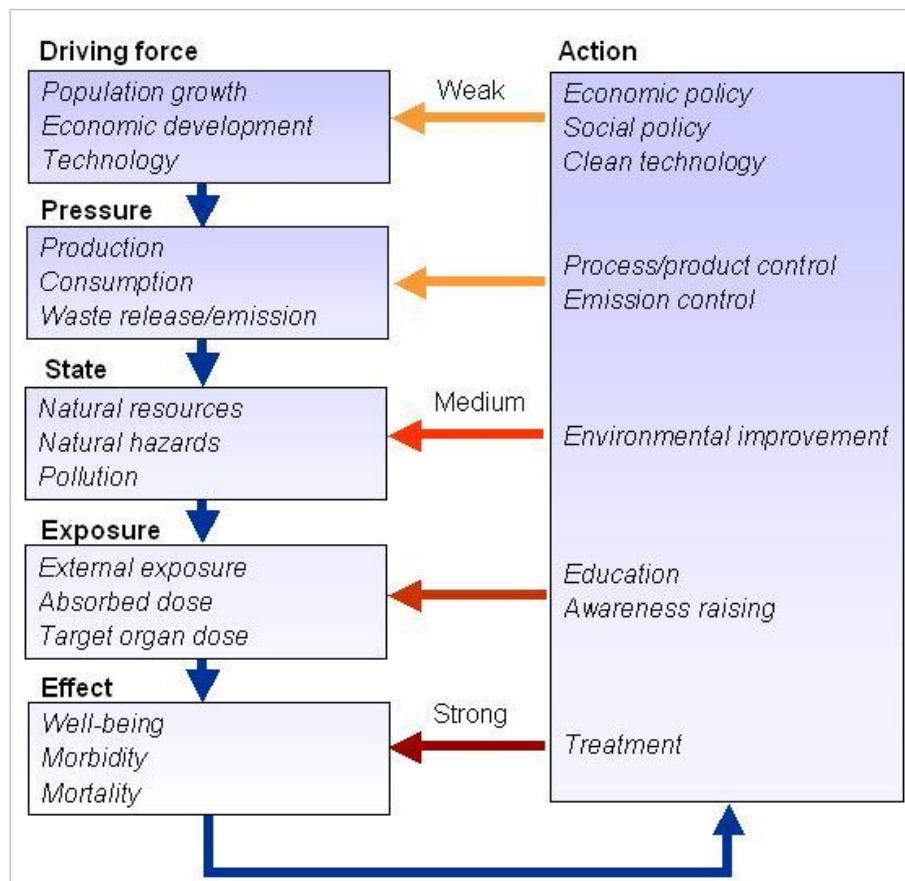 Driving force
Population growth
Economic development
Technology
Pressure
Production
Consumption
Waste release/emission
State
Natural resources
Natural hazards
Pollution
Exposure
External exposure
Absorbed dose
Target organ dose
Effect
Well-being
Morbidity
Mortality
Weak
Medium
Strong
Action
Economic policy
Social policy
Clean technology
Process/product control
Emission control
Environmental improvement
Education
Awareness raising
Treatment